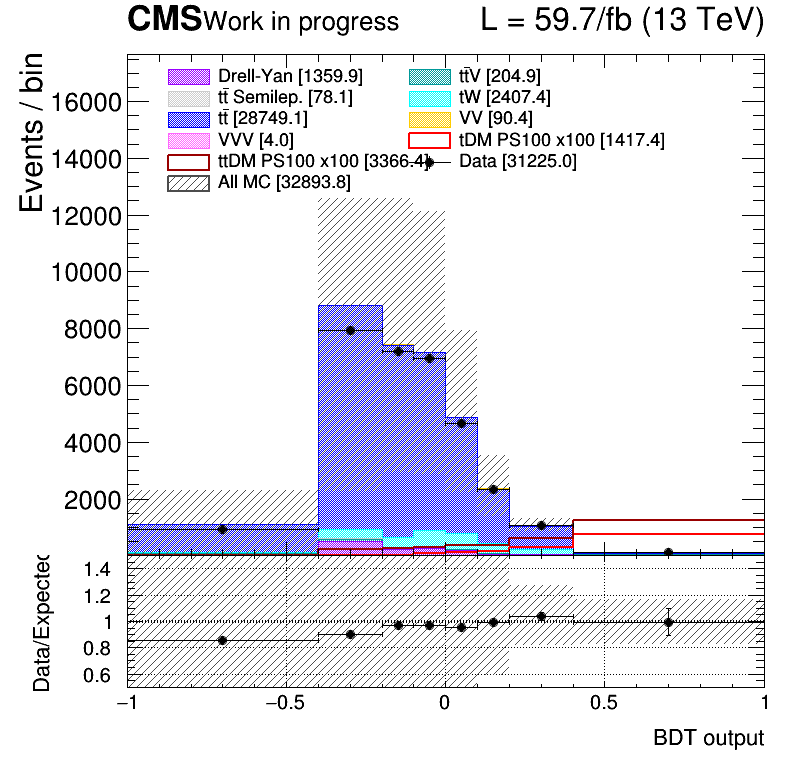 CMS Work in progress L = 59.7/fb (13 TeV)
Events / bin
Drell-Yan [1359.9] tt̄V [204.9]
tt̄ Semilep. [78.1] tW [2407.4]
tt̄ [28749.1] VV [90.4]
VVV [4.0] tDM PS100 x100 [1417.4]
ttDM PS100 x100 [3366.4] Data [31225.0]
All MC [32893.8]
16000
14000
12000
10000
8000
6000
4000
2000
Data/Expected
1.4
1.2
1
0.8
0.6
−1 −0.5 0 0.5 1
BDT output